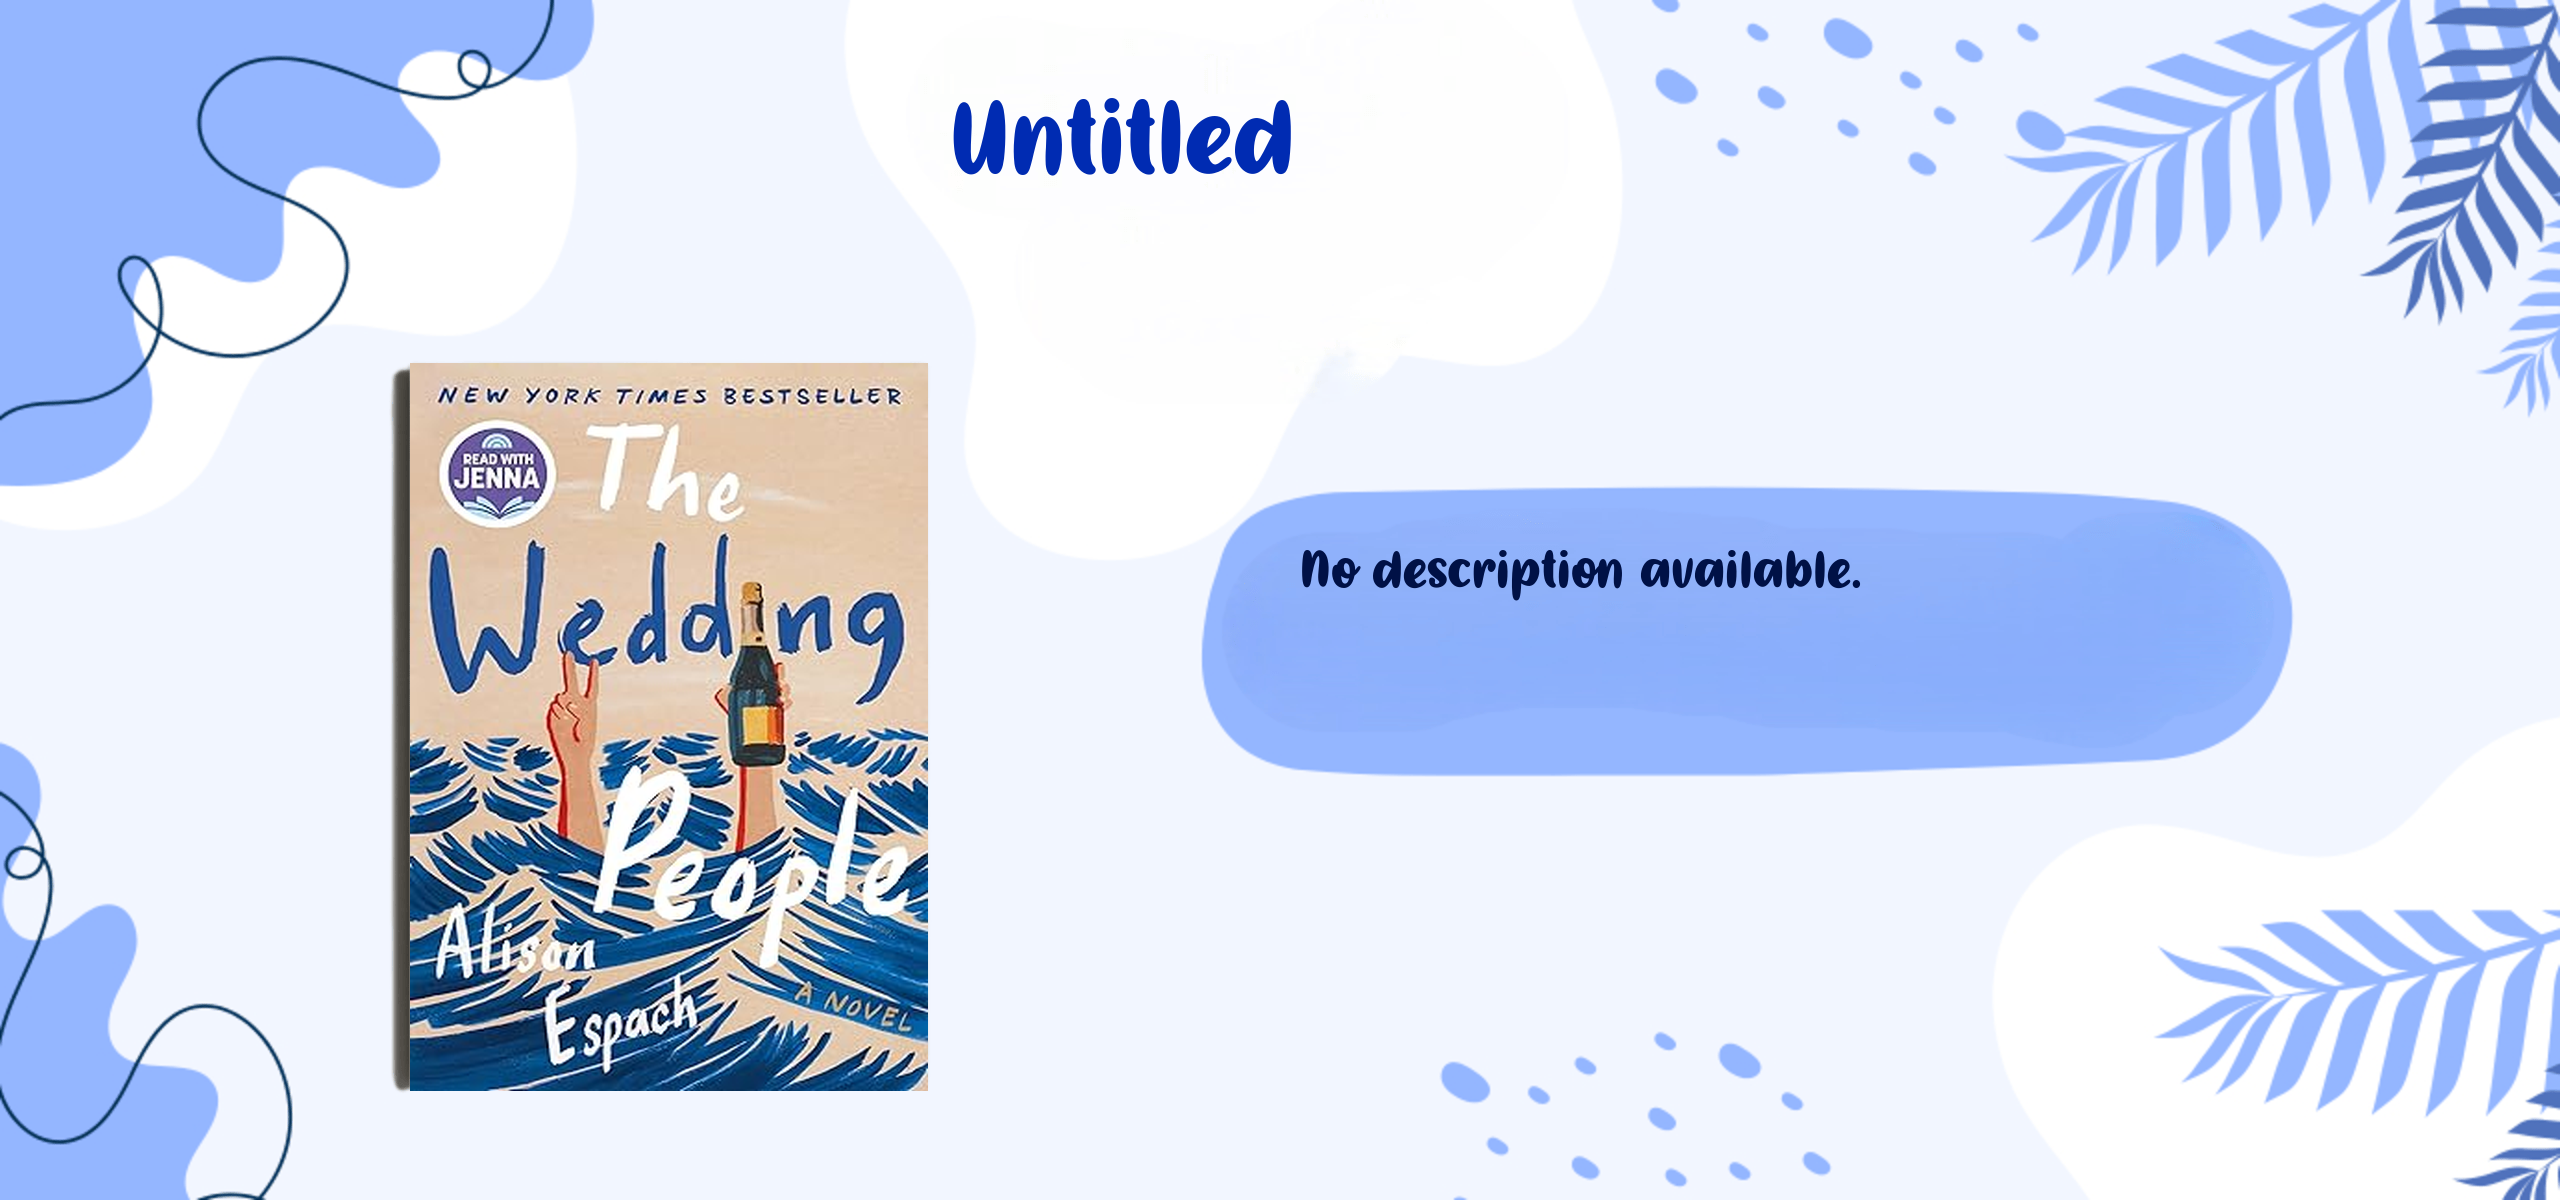 Untitled
NEW YORK TIMES BESTSELLER
READ WITH
JENNA
The
Wedding
People
Alison
Espach
A NOVEL
No description available.